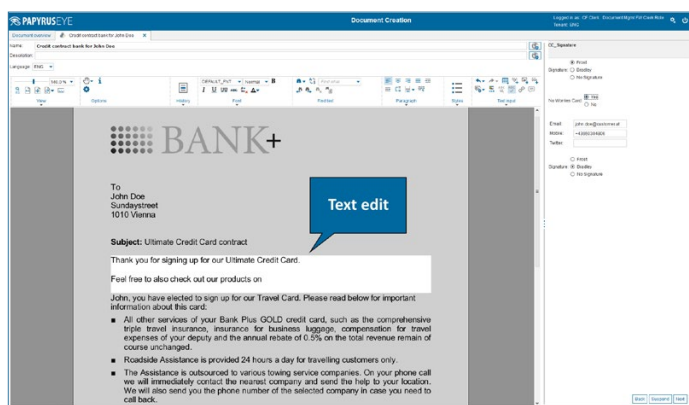 PAPYRUSEYE
Document Creation
Document overview
Credit contract bank for John Doe
Name:
Credit contract bank for John Doe
Description:
Language: ENG
CC_Signature
Frost
Signature: Bradley
No Signature
Yes
No
Email: john.doe@
Mobile:
Twitter:
Frost
Signature: Bradley
No Signature
View
Options
History
Font
Find text
Paragraph
Styles
Text input
BANK+
To
John Doe
Sundaystreet
1010 Vienna
Text edit
Subject: Ultimate Credit Card contract
Thank you for signing up for our Ultimate Credit Card.
Feel free to also check out our products on
John, you have elected to sign up for our Travel Card. Please read below for important
information about this card:
■ All other services of your Bank Plus GOLD credit card, such as the comprehensive
triple travel insurance, insurance for business luggage, compensation for travel
expenses of your deputy and the annual rebate of 0.5% on the total revenue remain of
course unchanged.
■ Roadside Assistance is provided 24 hours a day for travelling customers only.
■ The Assistance is outsourced to various towing service companies. On your phone call
we will immediately contact the nearest company and send the help to your location.
We will also send you the phone number of the selected company in case you need to
call back.
Back Suspend Next